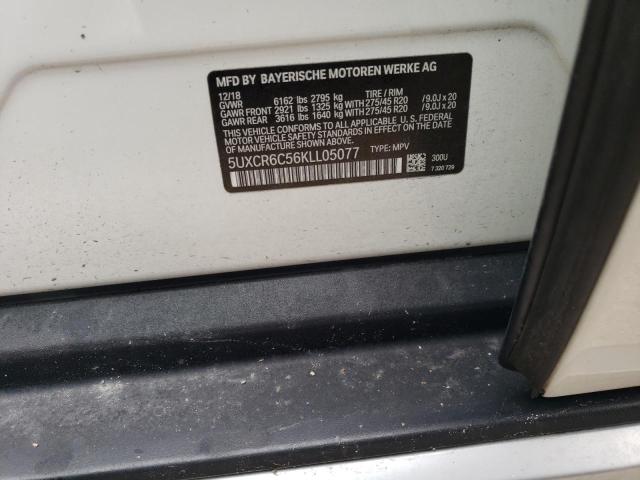 MFD BY BAYERISCHE MOTOREN WERKE AG
12/18 TIRE / RIM
GVWR 6162 lbs 2795 kg
GAWR FRONT 2921 lbs 1325 kg WITH 275/45 R20 /9.0J x 20
GAWR REAR 3616 lbs 1640 kg WITH 275/45 R20 /9.0J x 20
THIS VEHICLE CONFORMS TO ALL APPLICABLE U. S. FEDERAL
MOTOR VEHICLE SAFETY STANDARDS IN EFFECT ON THE
DATE OF MANUFACTURE SHOWN ABOVE.
5UXCR6C56KLL05077 TYPE: MPV
300U
7 320 729